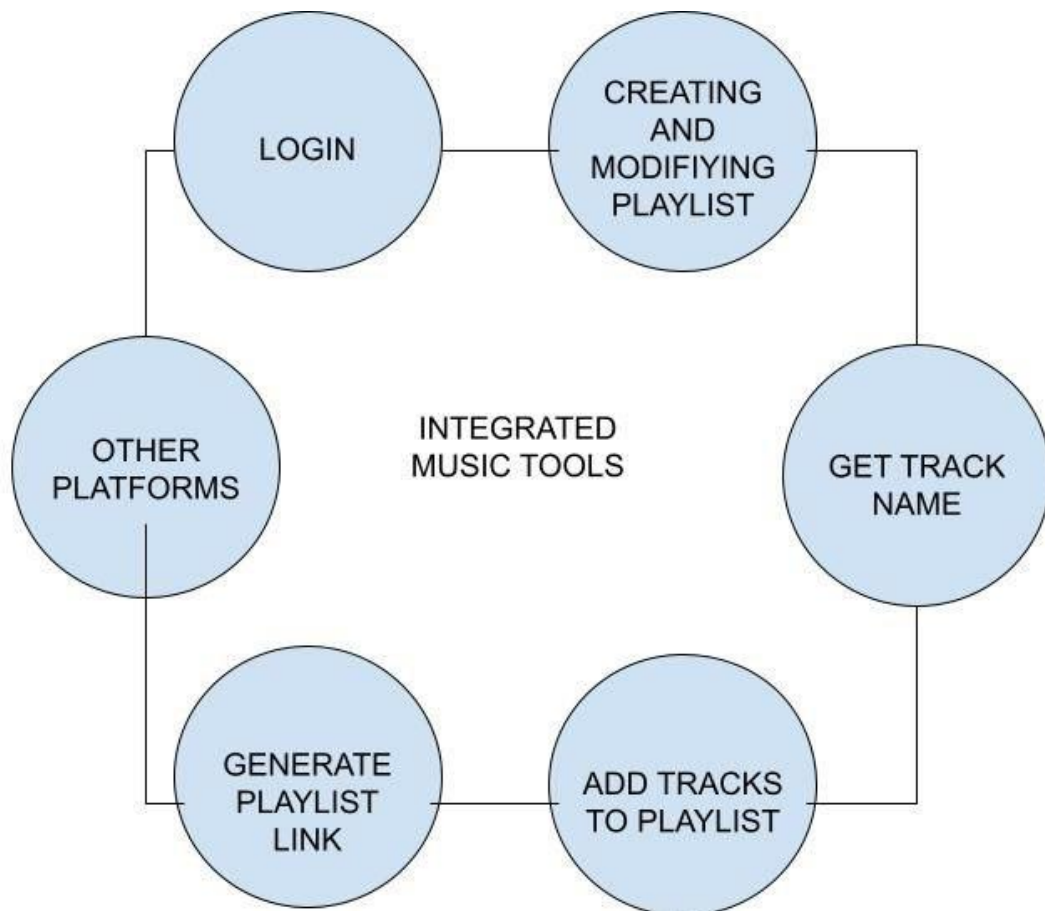 LOGIN
CREATING
AND
MODIFIYING
PLAYLIST
OTHER
PLATFORMS
INTEGRATED
MUSIC TOOLS
GET TRACK
NAME
GENERATE
PLAYLIST
LINK
ADD TRACKS
TO PLAYLIST